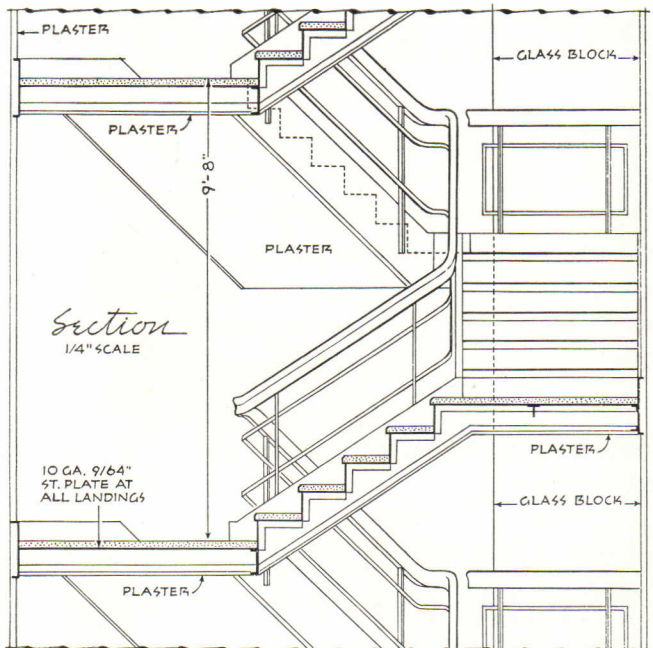 PLASTER
GLASS BLOCK
PLASTER
9'-8"
PLASTER
Section
1/4" SCALE
10 GA. 9/64"
ST. PLATE AT
ALL LANDINGS
PLASTER
GLASS BLOCK
PLASTER